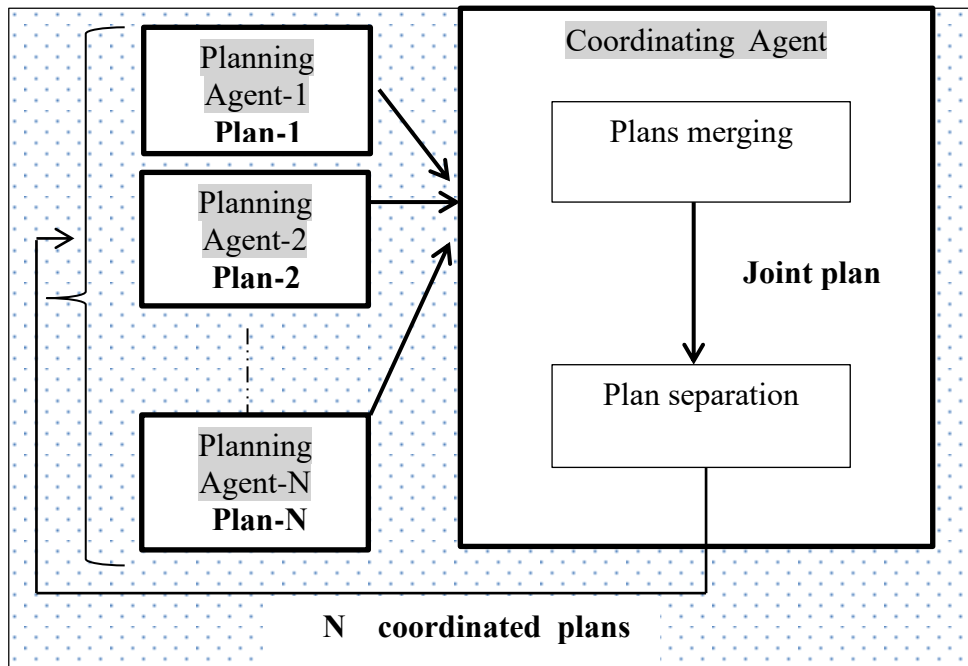 Planning
Agent-1
Plan-1
Planning
Agent-2
Plan-2
Planning
Agent-N
Plan-N
Coordinating Agent
Plans merging
Joint plan
Plan separation
N coordinated plans